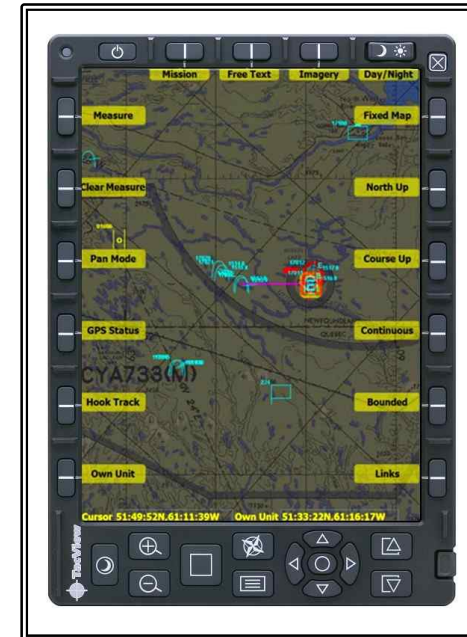 Mission Free Text Imagery Day/Night
Measure Fixed Map
Clear Measure North Up
Pan Mode Course Up
GPS Status Continuous
NEWFOUNDLAND
QUEBEC
CYA733(M)
Hook Track Bounded
Own Unit Links
Cursor 51:49:52N,61:11:39W Own Unit 51:33:22N,61:16:17W
TacView